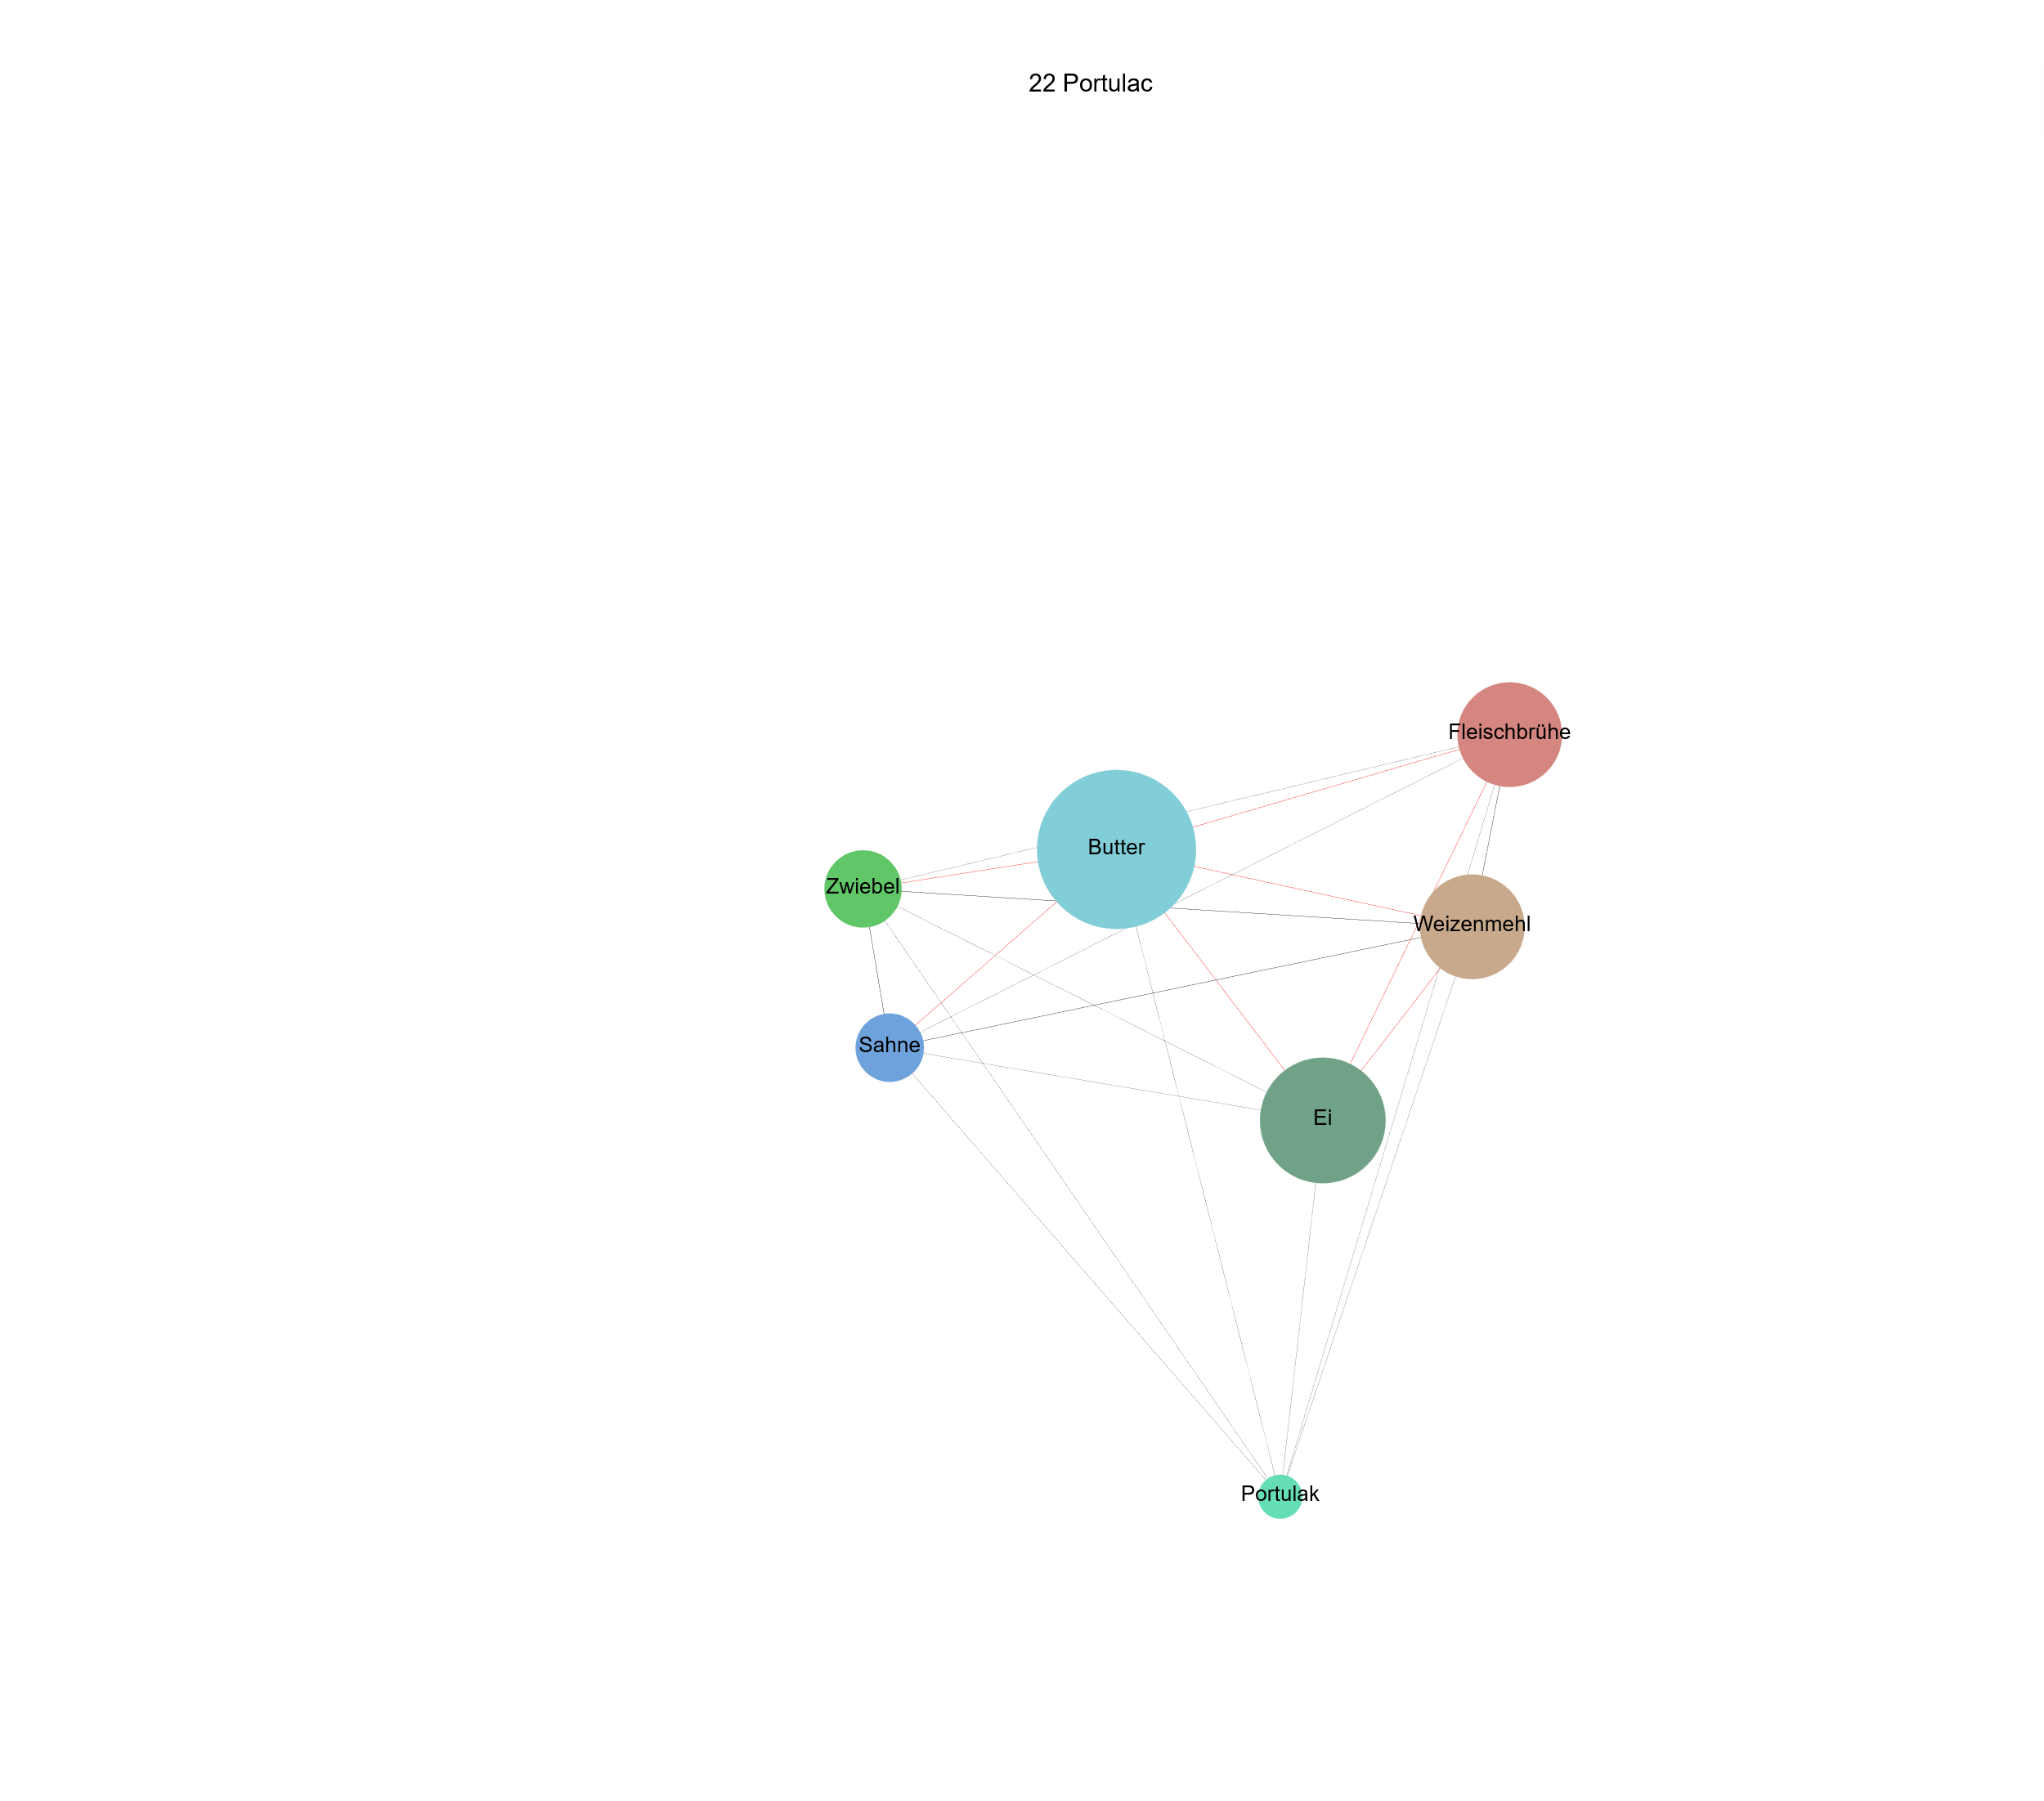 22 Portulac
Fleischbrühe
Butter
Zwiebel
Weizenmehl
Sahne
Ei
Portulak